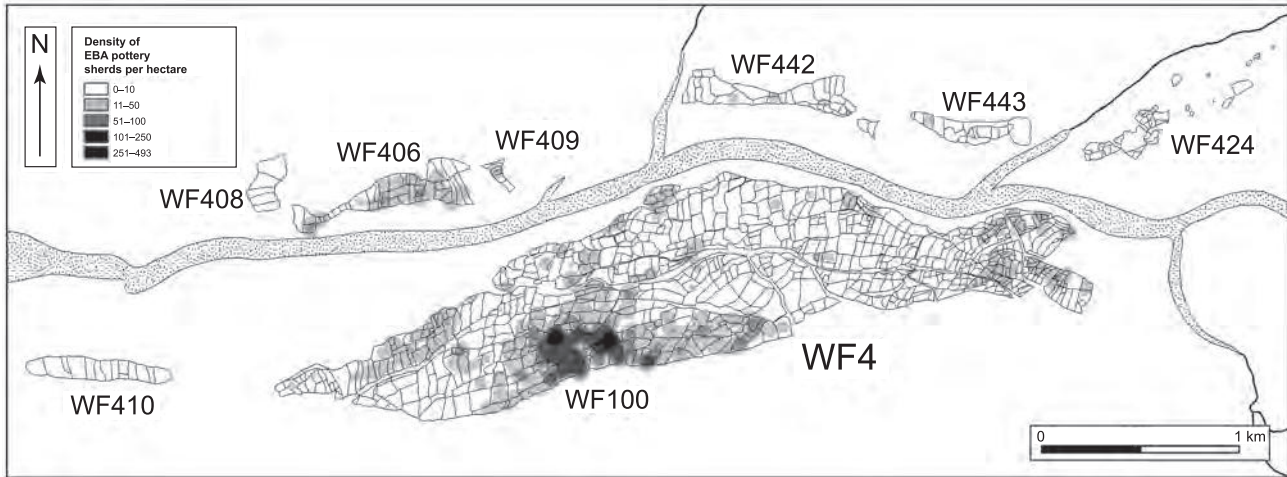 N
Density of
EBA pottery
sherds per hectare
0–10
11–50
51–100
101–250
251–493
WF442
WF443
WF424
WF409
WF406
WF408
WF4
WF100
WF410
0 1 km